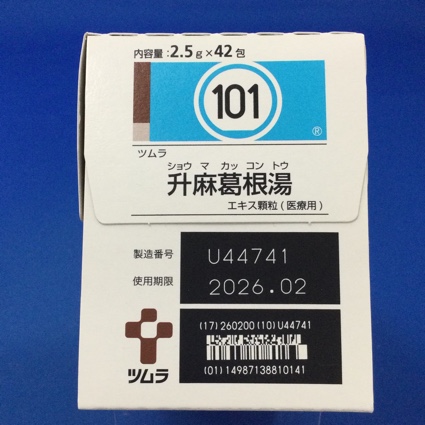 内容量:2.5g×42包
101
®
ツムラ
ショウ マ カッ コン トウ
升麻葛根湯
エキス顆粒(医療用)
製造番号 U44741
使用期限 2026.02
(17)260200(10)U44741
(01)14987138810141
ツムラ